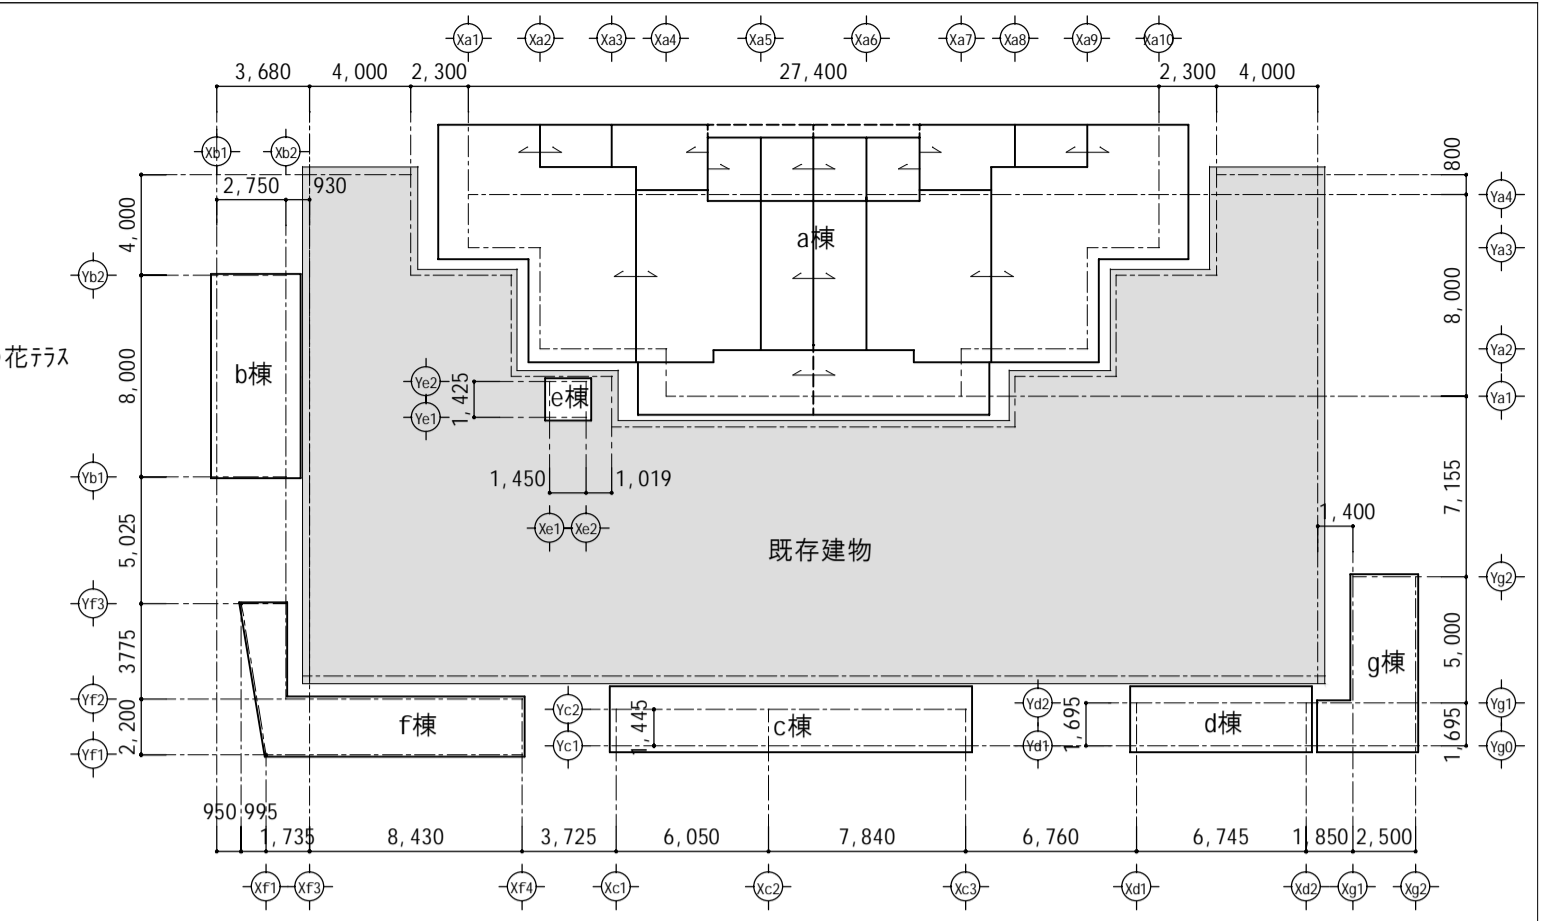 Xa1 Xa2 Xa3 Xa4 Xa5 Xa6 Xa7 Xa8 Xa9 Xa10
3,680 4,000 2,300 27,400 2,300 4,000
Xb1 Xb2
800
2,750 930
Ya4
4,000
a棟
Ya3
Yb2
8,000
花テラス
Ya2
8,000
b棟
Ye2
1,425
e棟
Ya1
Ye1
Yb1
1,450 1,019
7,155
1,400
Xe1 Xe2
5,025
既存建物
Yg2
Yf3
3775
5,000
g棟
Yf2
Yc2
Yd2
Yg1
2,200
f棟
1,445
c棟
1,695
d棟
1,695
Yf1
Yc1
Yd1
Yg0
950 995
1,735 8,430 3,725 6,050 7,840 6,760 6,745 1,850 2,500
Xf1 Xf3 Xf4 Xc1 Xc2 Xc3 Xd1 Xd2 Xg1 Xg2